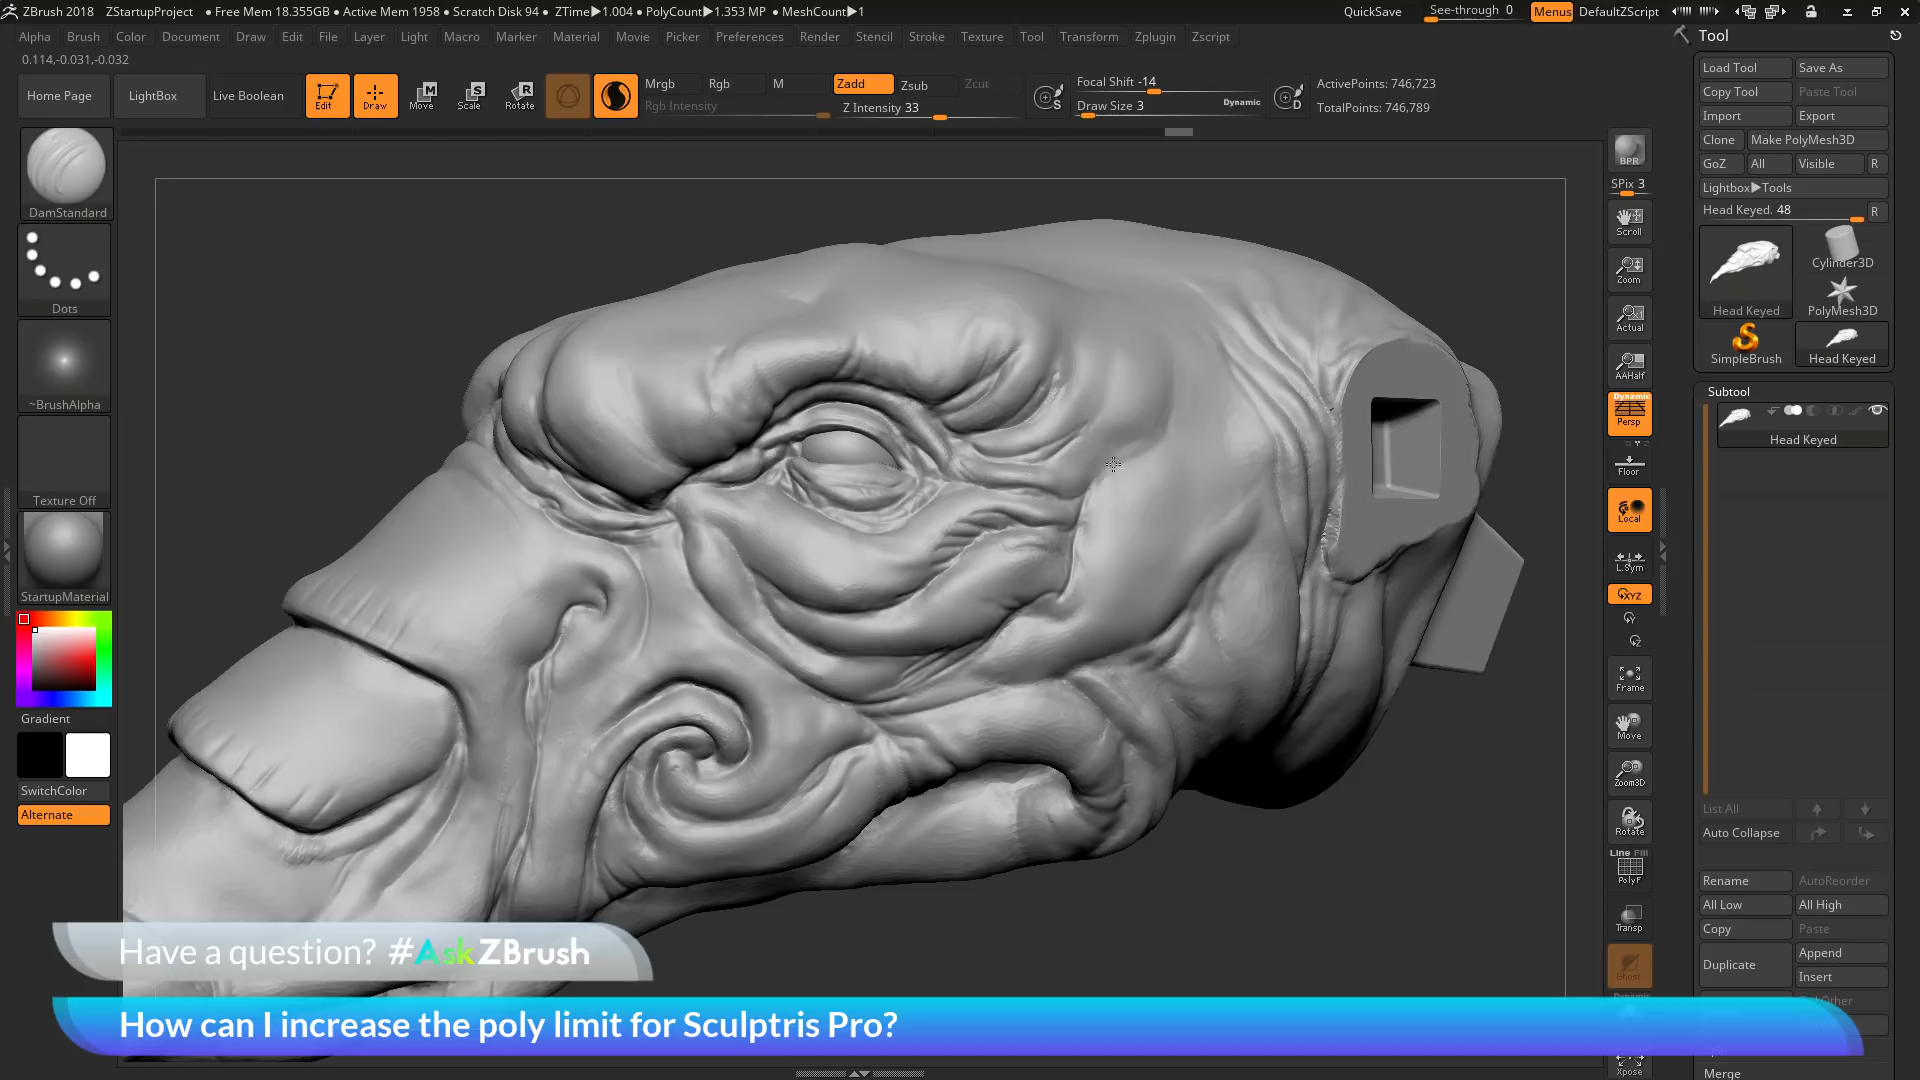 ZBrush 2018 ZStartupProject • Free Mem 18.355GB • Active Mem 1958 • Scratch Disk 94 • ZTime▶1.004 • PolyCount▶1.353 MP • MeshCount▶1 QuickSave See-through 0 Menus DefaultZScript
Alpha Brush Color Document Draw Edit File Layer Light Macro Marker Material Movie Picker Preferences Render Stencil Stroke Texture Tool Transform Zplugin Zscript
Tool
0.114,-0.031,-0.032
Home Page LightBox Live Boolean Edit Draw Move Scale Rotate
Mrgb Rgb M Zadd Zsub Zcut
Rgb Intensity Z Intensity 33
S Focal Shift -14
Draw Size 3 Dynamic
D ActivePoints: 746,723
TotalPoints: 746,789
Load Tool Save As
Copy Tool Paste Tool
Import Export
Clone Make PolyMesh3D
GoZ All Visible R
Lightbox▶Tools
Head Keyed. 48 R
Head Keyed
Cylinder3D
PolyMesh3D
SimpleBrush
Head Keyed
Subtool
Head Keyed
List All
Auto Collapse
Rename AutoReorder
All Low All High
Copy Paste
Duplicate Append
Insert
Merge
DamStandard
Dots
~BrushAlpha
Texture Off
StartupMaterial
Gradient
SwitchColor
Alternate
BPR
SPix 3
Scroll
Zoom
Actual
AAHalf
Dynamic
Persp
Floor
Local
L.Sym
XYZ
Y
Z
Frame
Move
Zoom3D
Rotate
Line Fill
PolyF
Transp
Ghost
Dynamic
Xpose
Have a question? #AskZBrush
How can I increase the poly limit for Sculptris Pro?